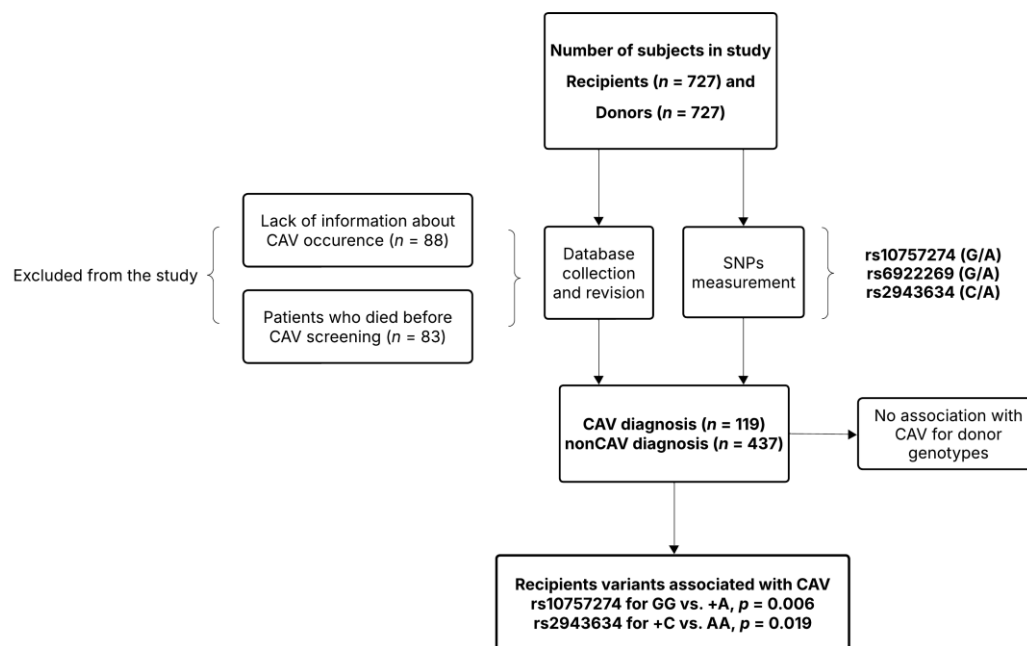 Number of subjects in study
Recipients (n = 727) and
Donors (n = 727)
Lack of information about
CAV occurence (n = 88)
Excluded from the study
Patients who died before
CAV screening (n = 83)
Database
collection
and revision
SNPs
measurement
rs10757274 (G/A)
rs6922269 (G/A)
rs2943634 (C/A)
CAV diagnosis (n = 119)
nonCAV diagnosis (n = 437)
No association with
CAV for donor
genotypes
Recipients variants associated with CAV
rs10757274 for GG vs. +A, p = 0.006
rs2943634 for +C vs. AA, p = 0.019